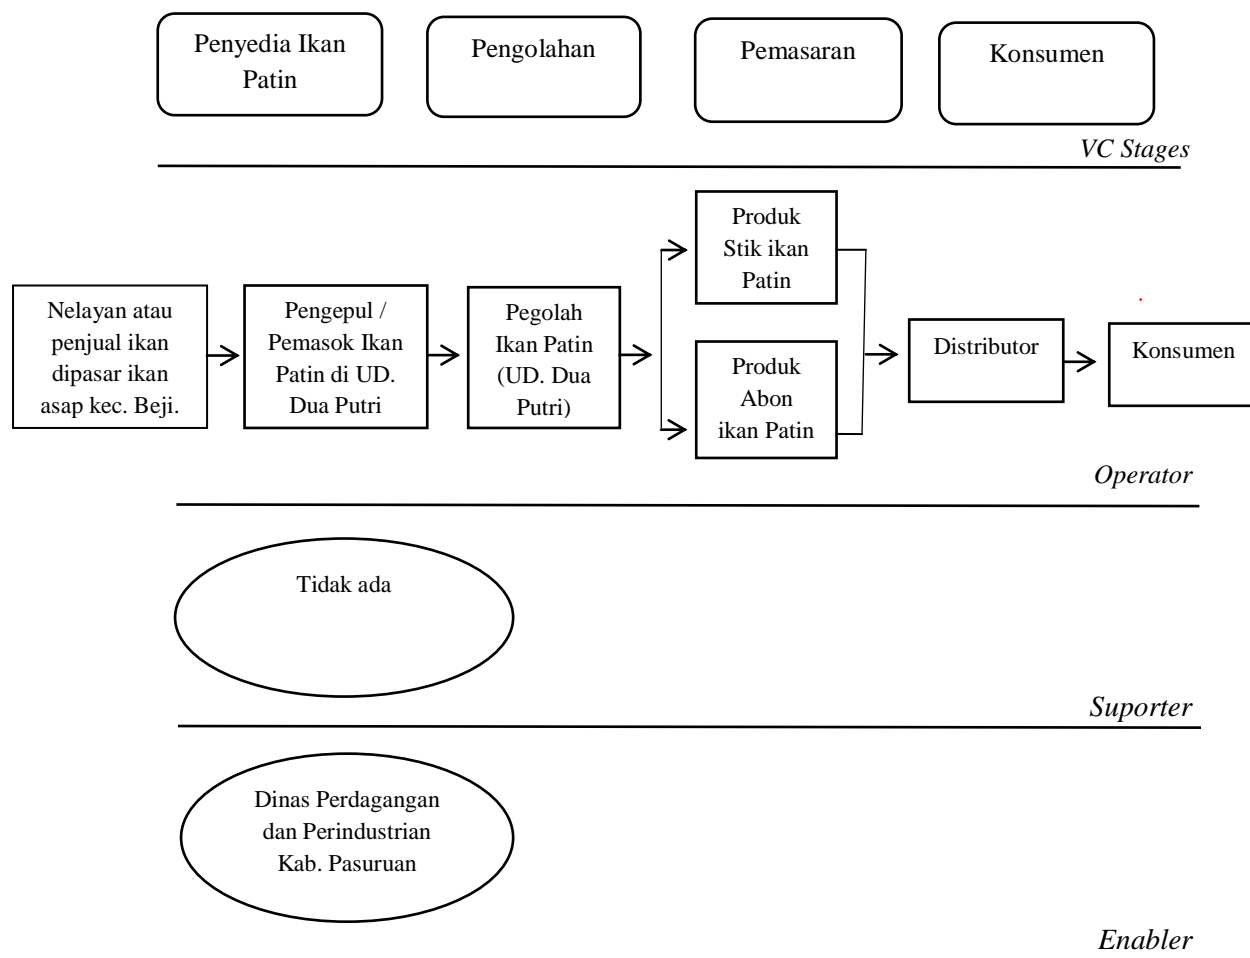 Penyedia Ikan
Patin
Pengolahan
Pemasaran
Konsumen
VC Stages
Nelayan atau
penjual ikan
dipasar ikan
asap kec. Beji.
Pengepul /
Pemasok Ikan
Patin di UD.
Dua Putri
Pegolah
Ikan Patin
(UD. Dua
Putri)
Produk
Stik ikan
Patin
Produk
Abon
ikan Patin
Distributor
Konsumen
Operator
Tidak ada
Suporter
Dinas Perdagangan
dan Perindustrian
Kab. Pasuruan
Enabler